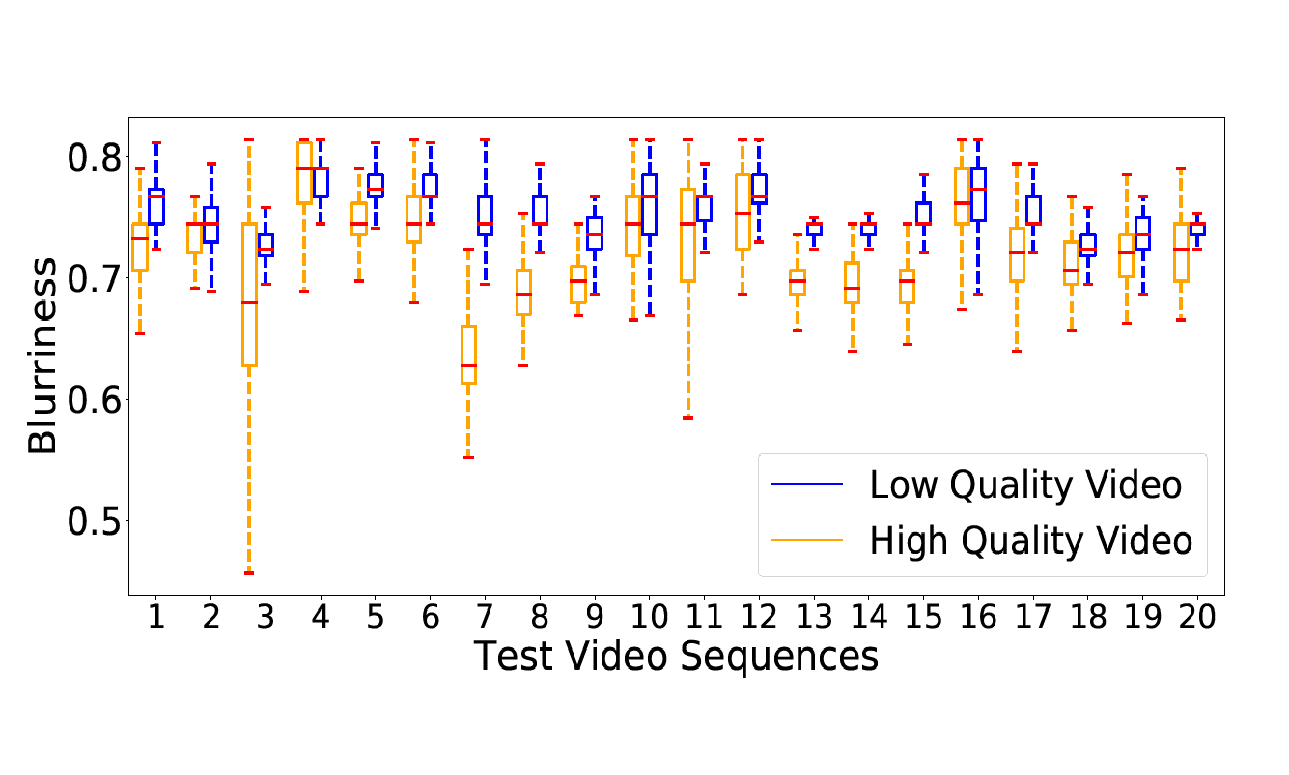 0.8
0.7
0.6
0.5
Blurriness
Low Quality Video
High Quality Video
1 2 3 4 5 6 7 8 9 10 11 12 13 14 15 16 17 18 19 20
Test Video Sequences